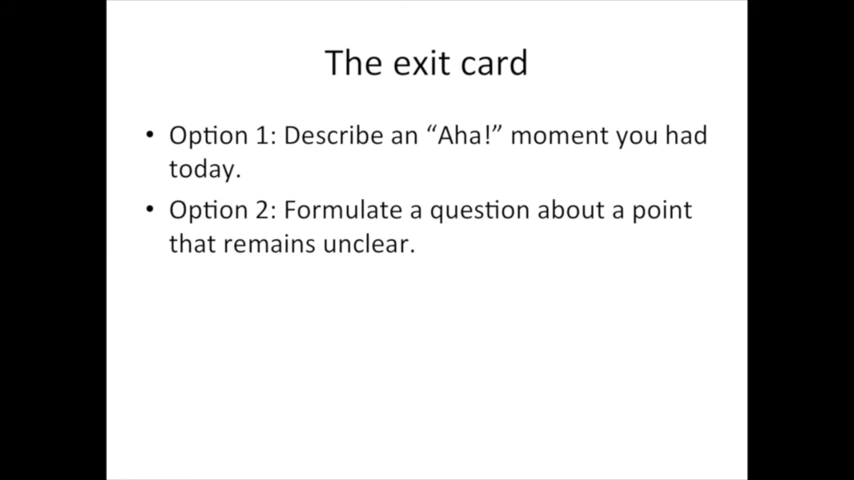 The exit card
• Option 1: Describe an “Aha!” moment you had
today.
• Option 2: Formulate a question about a point
that remains unclear.